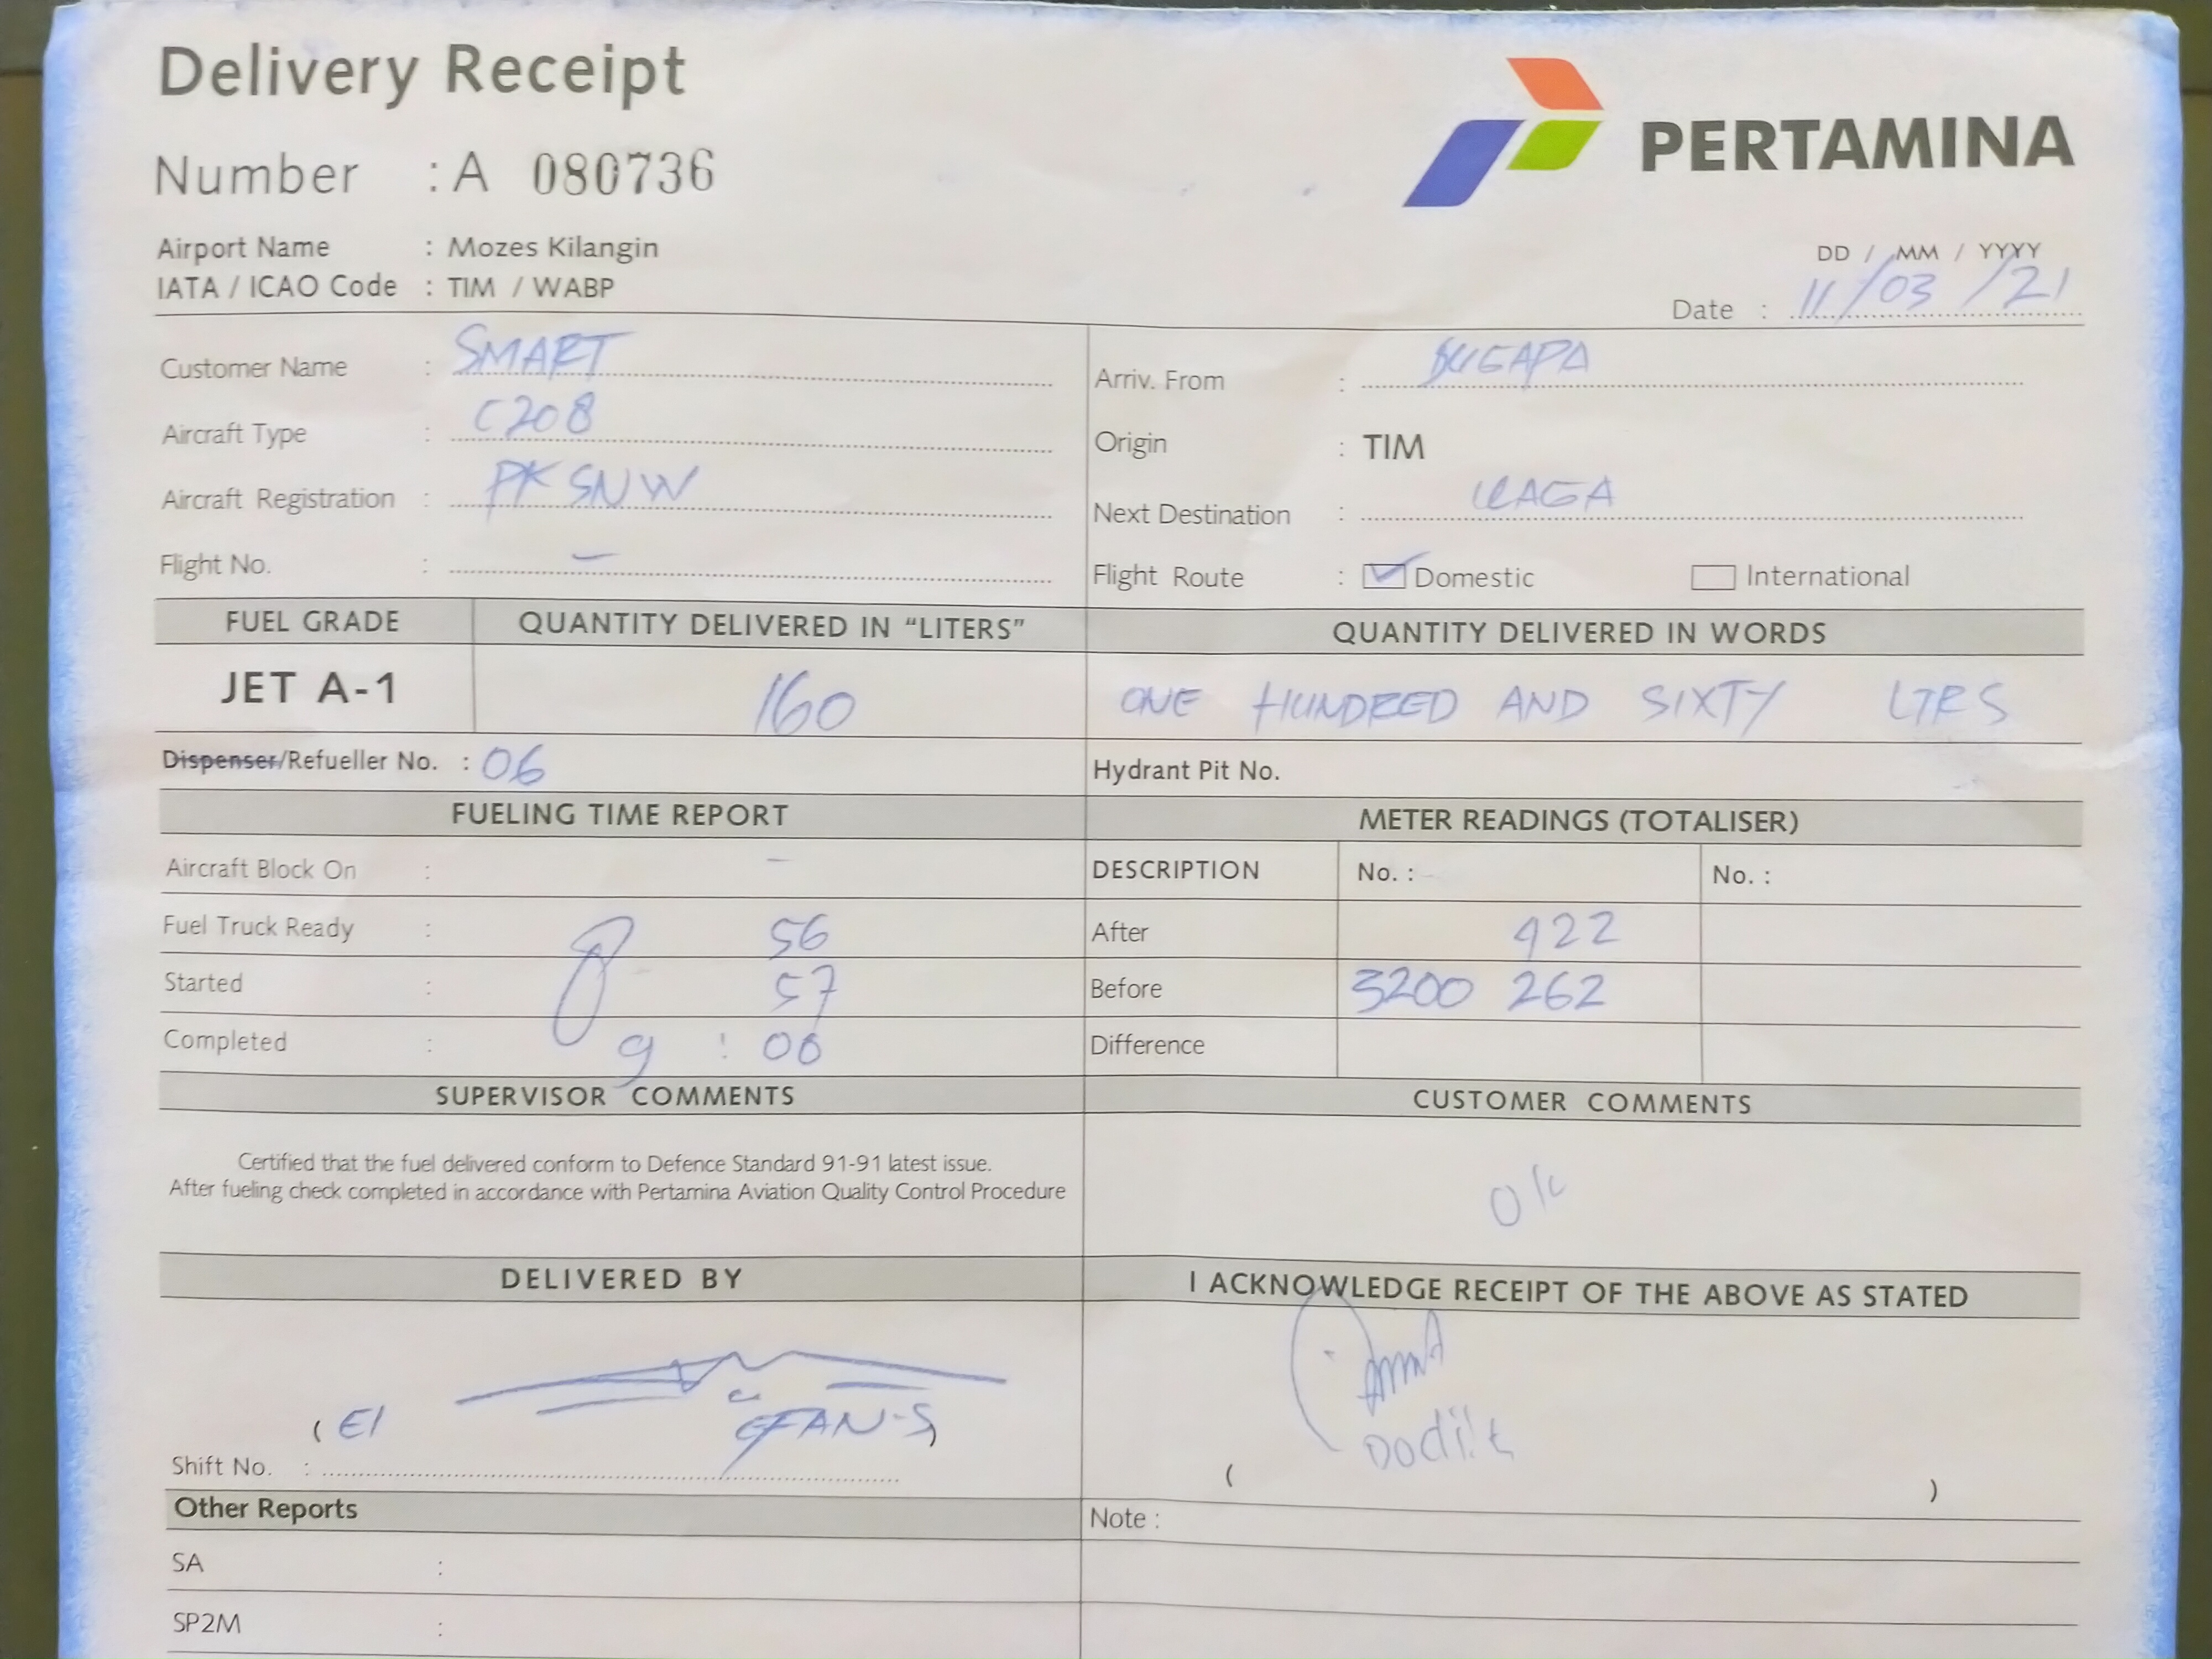 Delivery Receipt
PERTAMINA
Number : A 080736
Airport Name : Mozes Kilangin
IATA / ICAO Code : TIM / WABP
DD / MM / YYYY
Date : 11/03/21
Customer Name : SMART
Arriv. From :
Aircraft Type : C208
Origin : TIM
Aircraft Registration : PK SNW
Next Destination :
Flight No. : –
Flight Route : Domestic International
FUEL GRADE QUANTITY DELIVERED IN "LITERS" QUANTITY DELIVERED IN WORDS
JET A-1 160 ONE HUNDRED AND SIXTY LTRS
Dispenser/Refueller No. : 06 Hydrant Pit No.
FUELING TIME REPORT METER READINGS (TOTALISER)
Aircraft Block On : – DESCRIPTION No. : No. :
Fuel Truck Ready : 8 56 After 422
Started : 57 Before 3200 262
Completed : 9 : 00 Difference
SUPERVISOR COMMENTS CUSTOMER COMMENTS
Certified that the fuel delivered conform to Defence Standard 91-91 latest issue.
After fueling check completed in accordance with Pertamina Aviation Quality Control Procedure
Ok
DELIVERED BY I ACKNOWLEDGE RECEIPT OF THE ABOVE AS STATED
Shift No. :
( )
Other Reports Note :
SA :
SP2M :